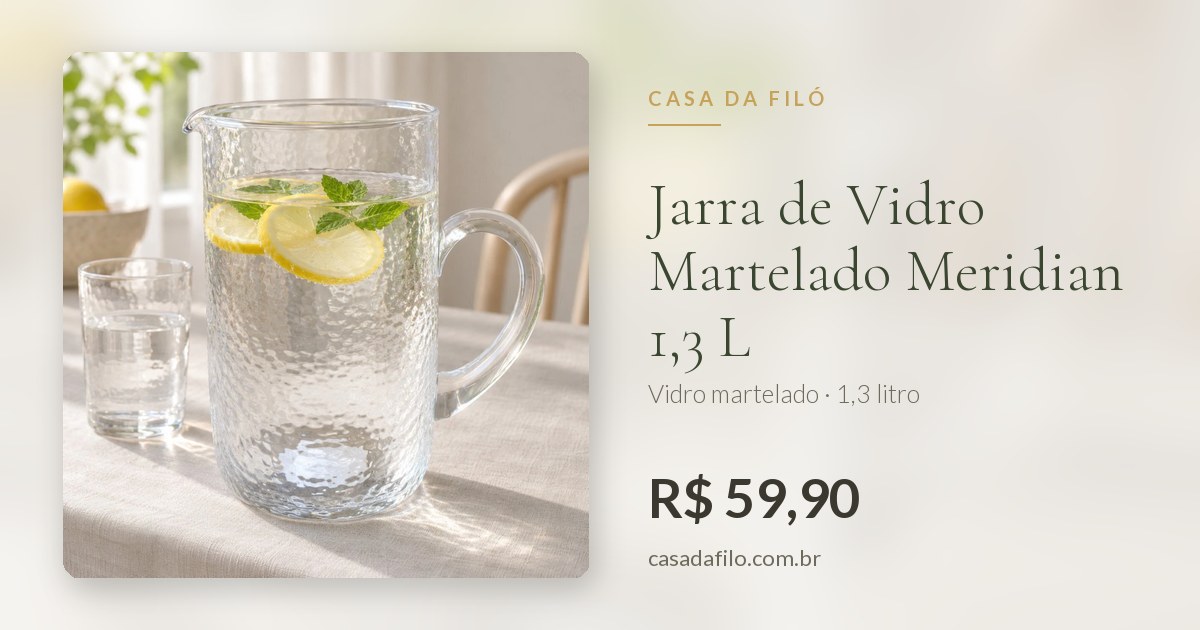 CASA DA FILÓ
Jarra de Vidro
Martelado Meridian
1,3 L
Vidro martelado · 1,3 litro
R$ 59,90
casadafilo.com.br